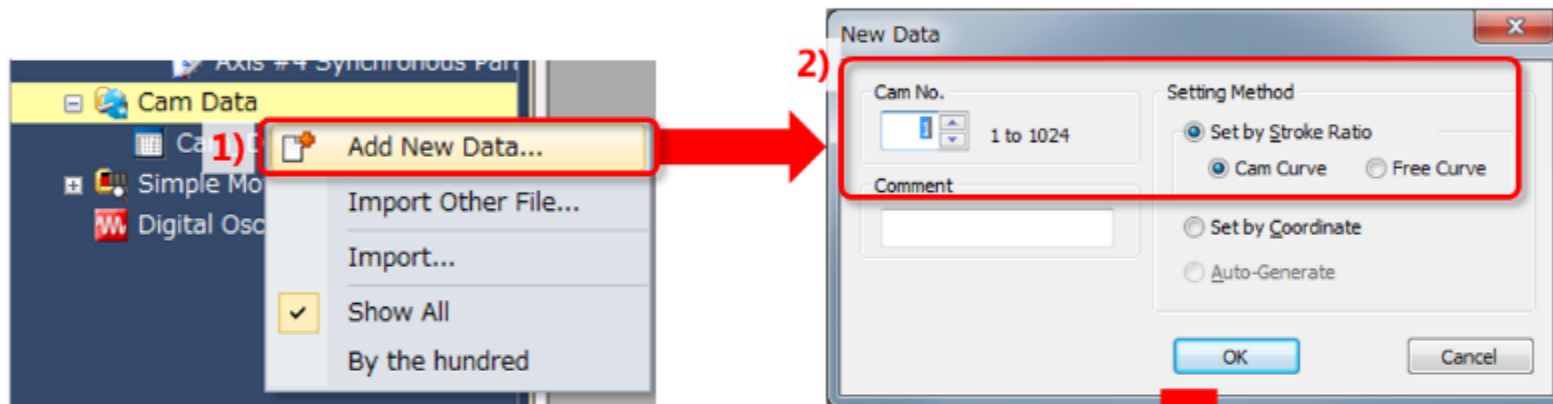 Axis #4 Synchronous Para
Cam Data
1)
Simple Mo
Digital Osc
Add New Data...
Import Other File...
Import...
Show All
By the hundred
2)
New Data
Cam No.
1
1 to 1024
Comment
Setting Method
Set by Stroke Ratio
Cam Curve
Free Curve
Set by Coordinate
Auto-Generate
OK
Cancel